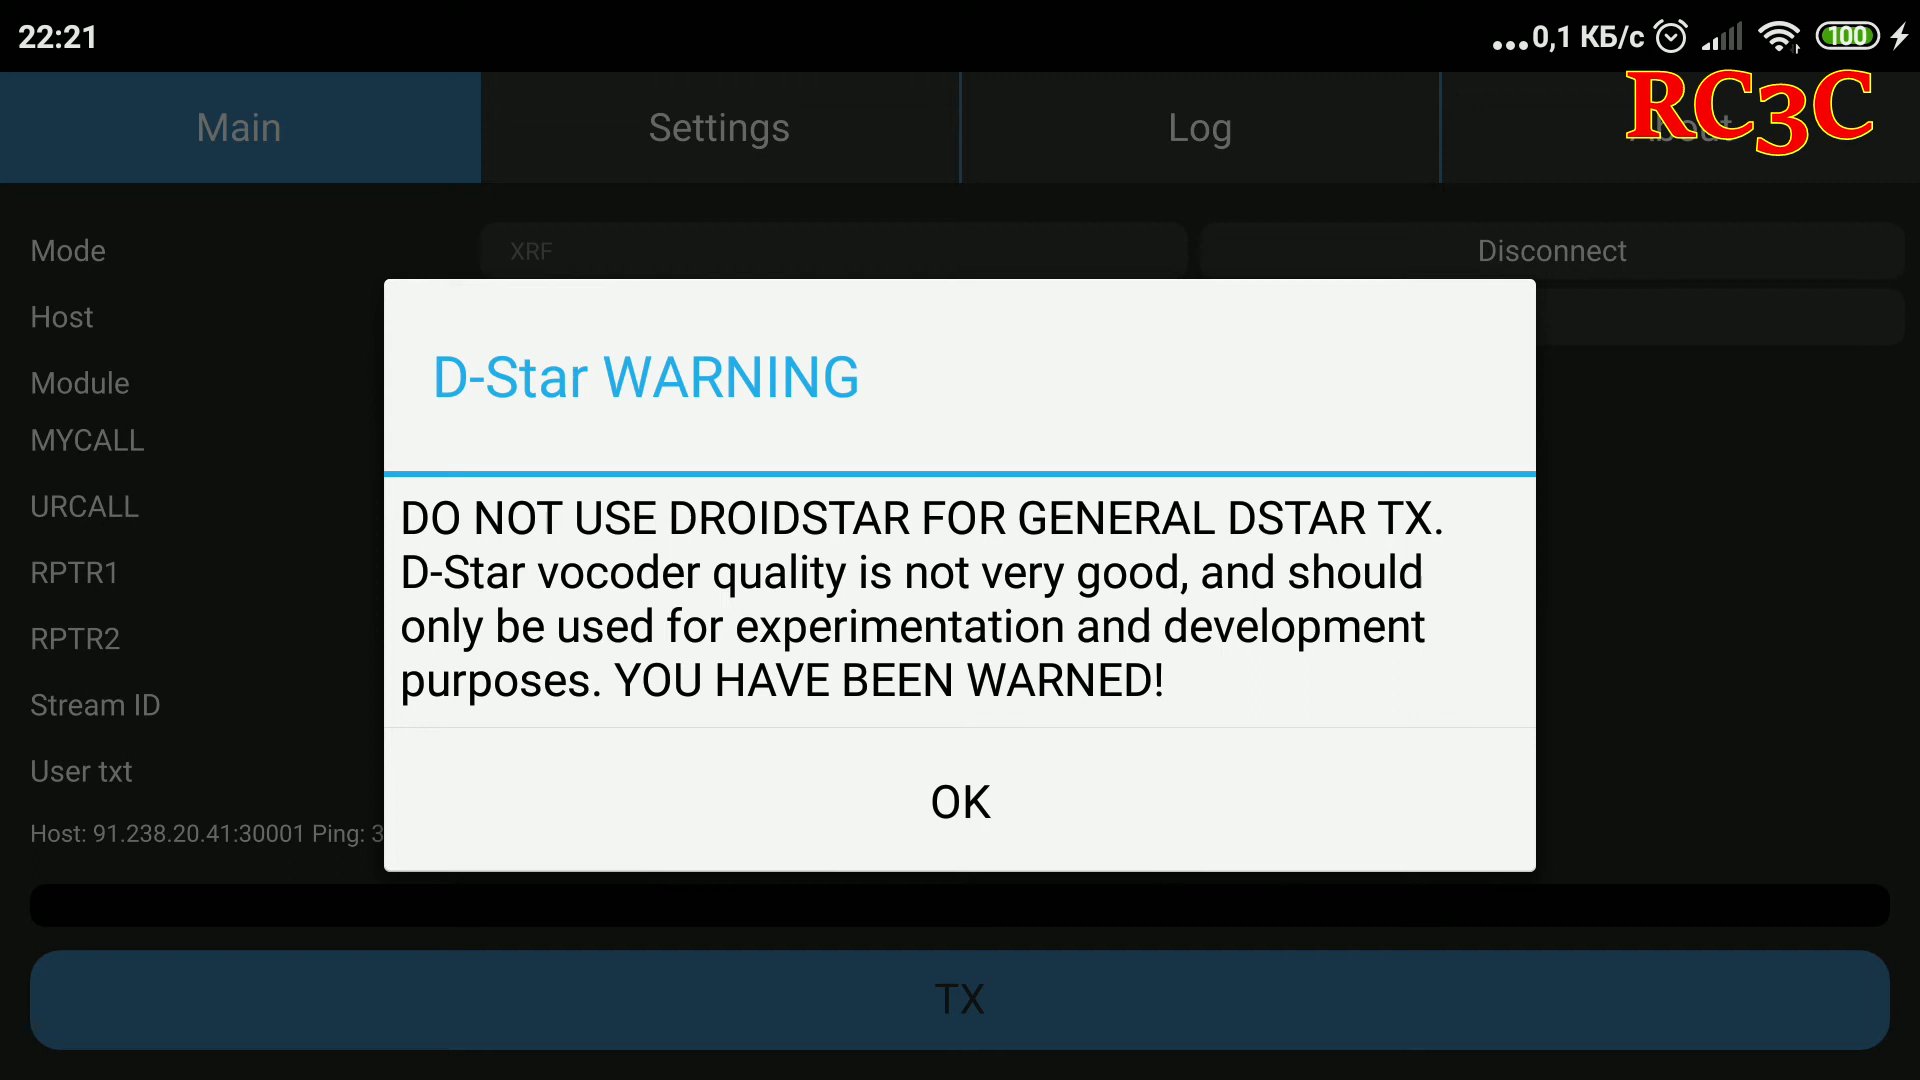 22:21
...0,1 КБ/с
100
RC3C
Main
Settings
Log
About
Mode
XRF
Disconnect
Host
Module
MYCALL
URCALL
RPTR1
RPTR2
Stream ID
User txt
Host: 91.238.20.41:30001 Ping: 3
D-Star WARNING
DO NOT USE DROIDSTAR FOR GENERAL DSTAR TX.
D-Star vocoder quality is not very good, and should
only be used for experimentation and development
purposes. YOU HAVE BEEN WARNED!
OK
TX